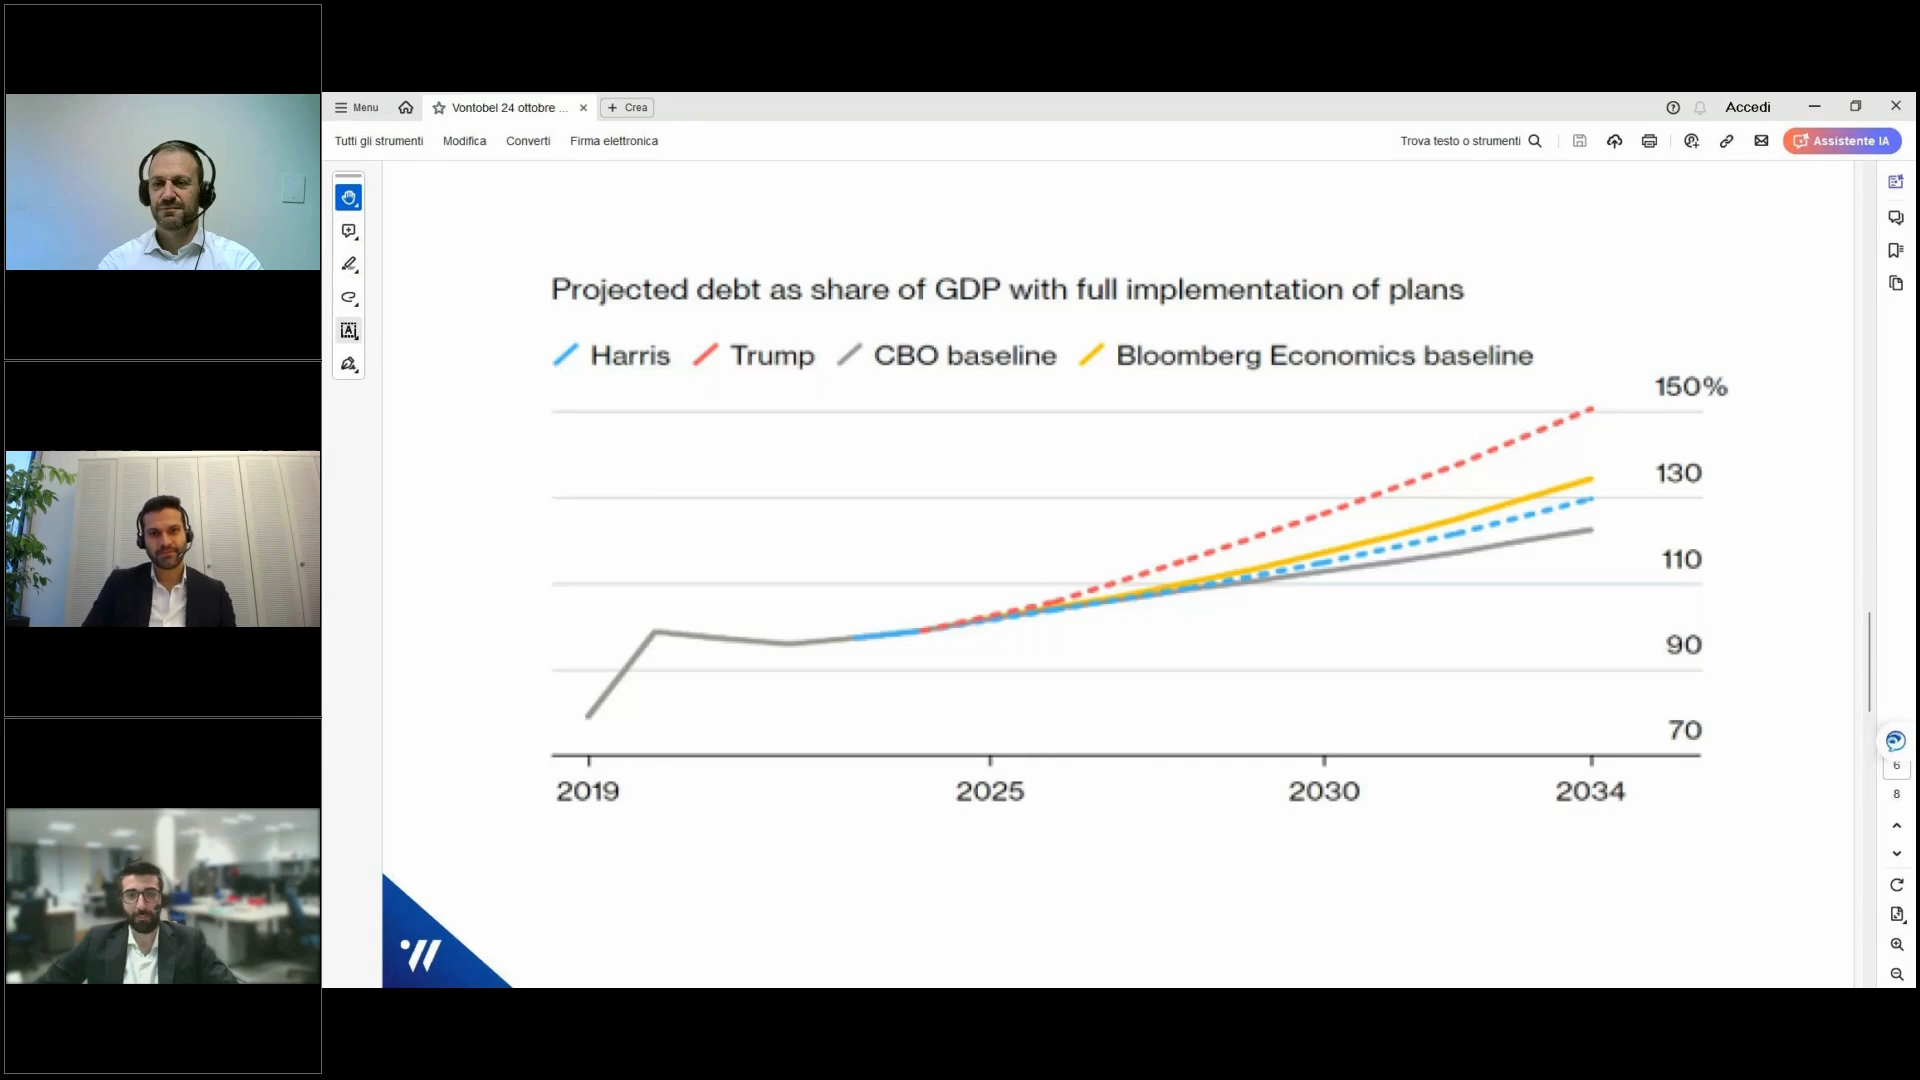 Menu
Vontobel 24 ottobre ...
Crea
Accedi
Tutti gli strumenti
Modifica
Converti
Firma elettronica
Trova testo o strumenti
Assistente IA
Projected debt as share of GDP with full implementation of plans
Harris
Trump
CBO baseline
Bloomberg Economics baseline
150%
130
110
90
70
2019
2025
2030
2034
6
8